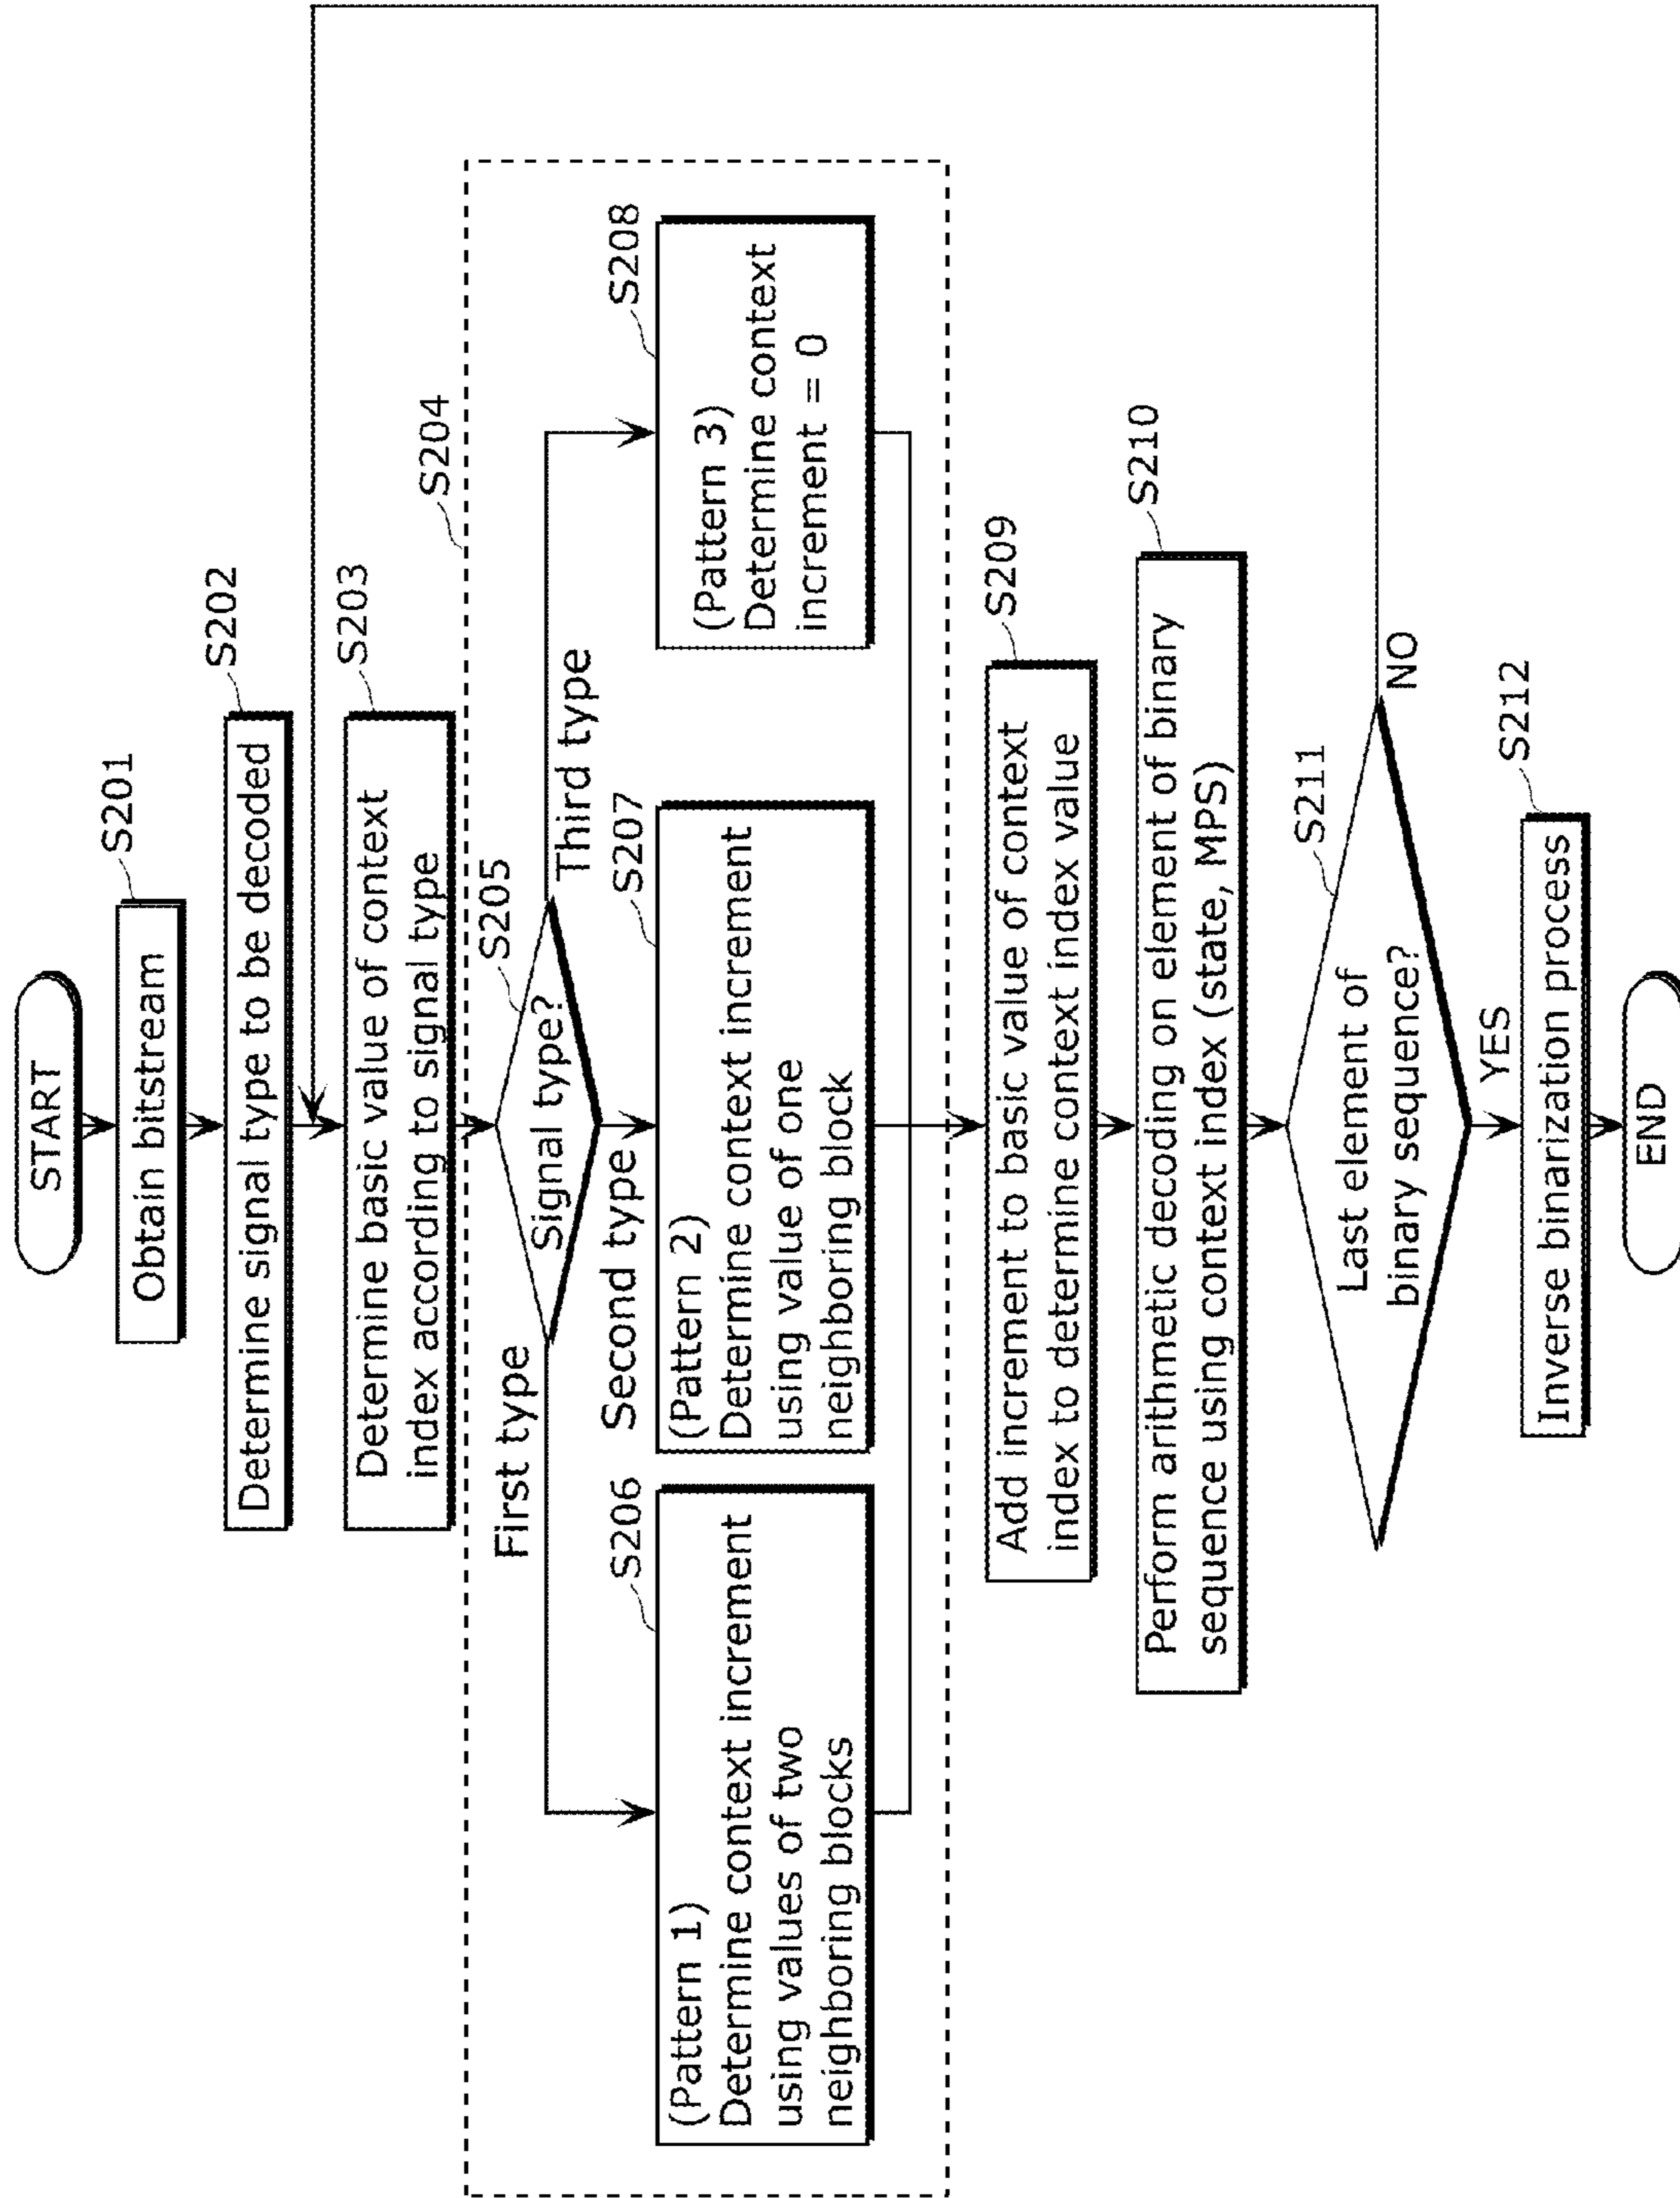 START
S201
Obtain bitstream
S202
Determine signal type to be decoded
S203
Determine basic value of context
index according to signal type
S204
S205
Signal type?
First type
Second type
Third type
S206
(Pattern 1)
Determine context increment
using values of two
neighboring blocks
S207
(Pattern 2)
Determine context increment
using value of one
neighboring block
S208
(Pattern 3)
Determine context
increment = 0
S209
Add increment to basic value of context
index to determine context index value
S210
Perform arithmetic decoding on element of binary
sequence using context index (state, MPS)
S211
Last element of
binary sequence?
NO
YES
S212
Inverse binarization process
END